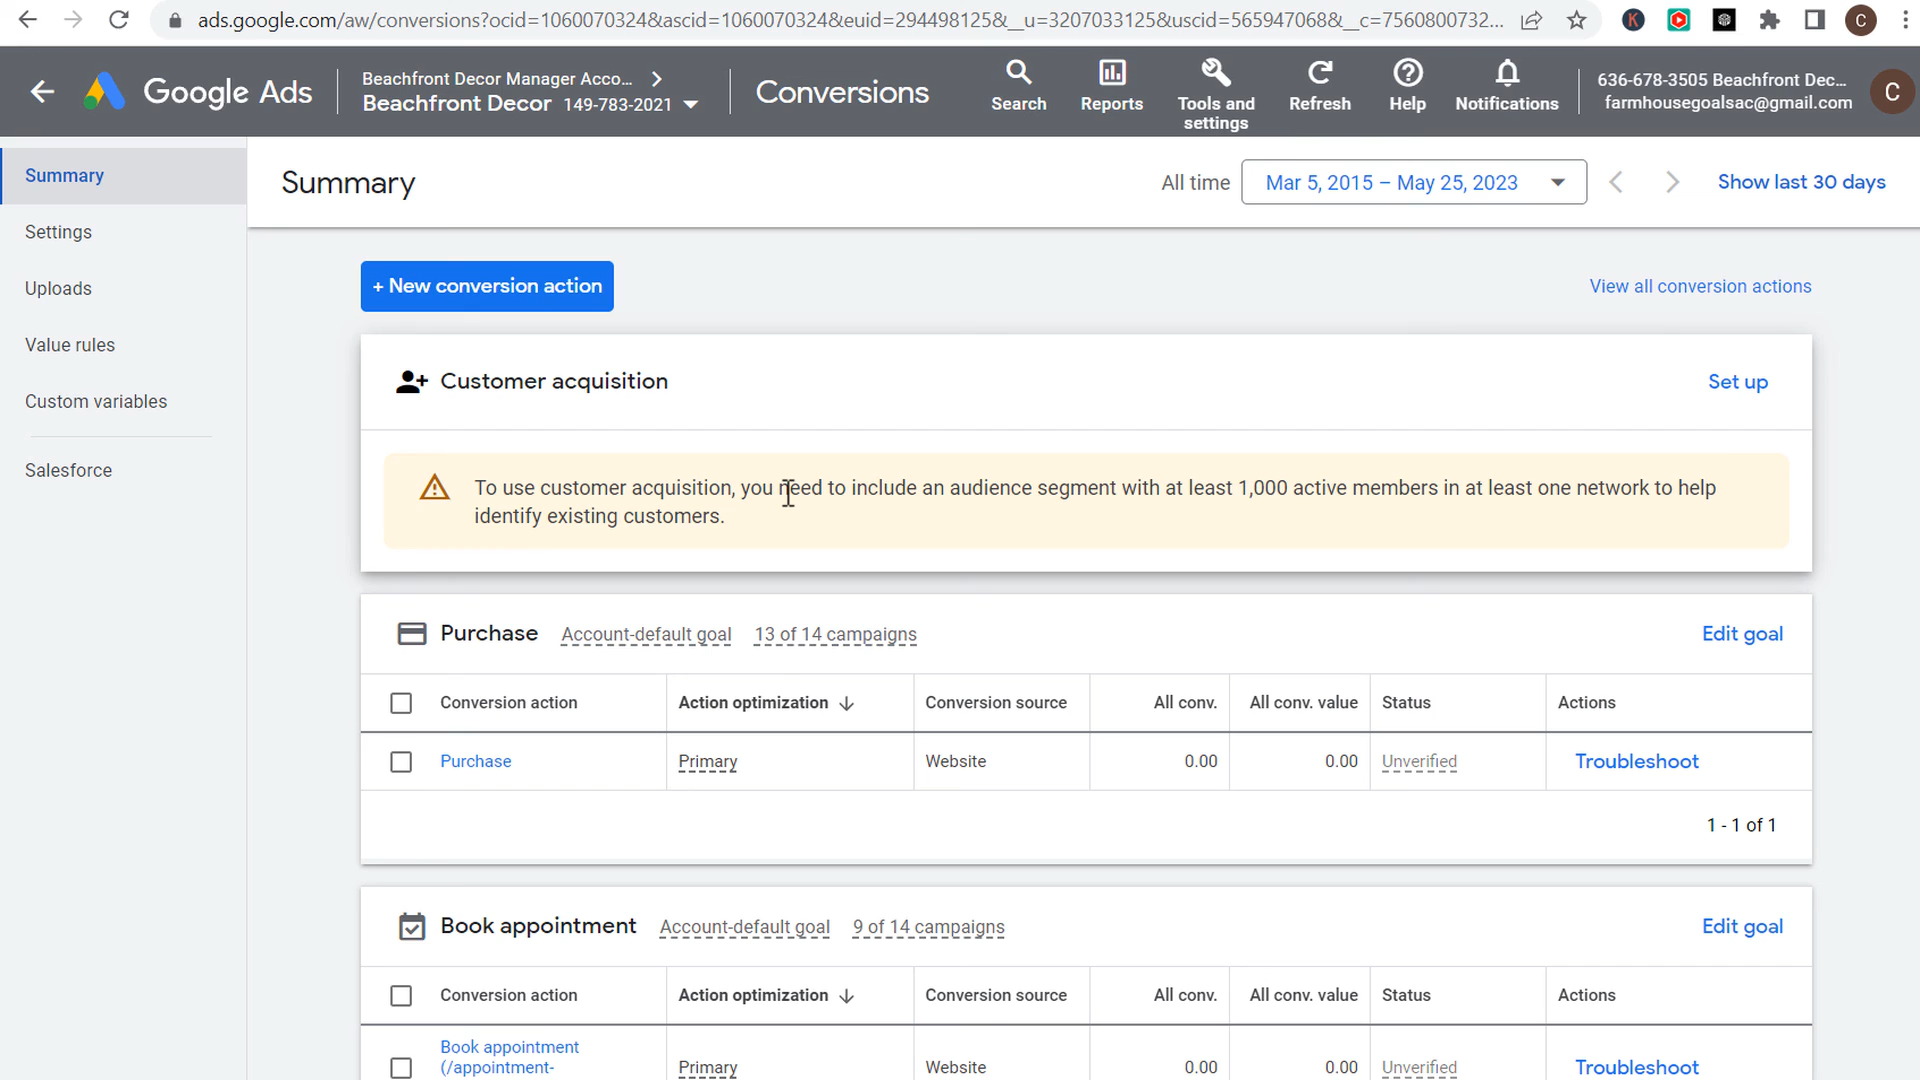 ads.google.com/aw/conversions?ocid=1060070324&ascid=1060070324&euid=294498125&__u=3207033125&uscid=565947068&__c=7560800732...
K
C
Google Ads
Beachfront Decor Manager Acco...
Beachfront Decor 149-783-2021
Conversions
Search
Reports
Tools and
settings
Refresh
Help
Notifications
636-678-3505 Beachfront Dec...
farmhousegoalsac@gmail.com
C
Summary
Settings
Uploads
Value rules
Custom variables
Salesforce
Summary
All time
Mar 5, 2015 – May 25, 2023
Show last 30 days
+ New conversion action
View all conversion actions
Customer acquisition
Set up
To use customer acquisition, you need to include an audience segment with at least 1,000 active members in at least one network to help
identify existing customers.
Purchase Account-default goal 13 of 14 campaigns Edit goal
Conversion action Action optimization Conversion source All conv. All conv. value Status Actions
Purchase Primary Website 0.00 0.00 Unverified Troubleshoot
1 - 1 of 1
Book appointment Account-default goal 9 of 14 campaigns Edit goal
Conversion action Action optimization Conversion source All conv. All conv. value Status Actions
Book appointment
(/appointment-
Primary Website 0.00 0.00 Unverified Troubleshoot